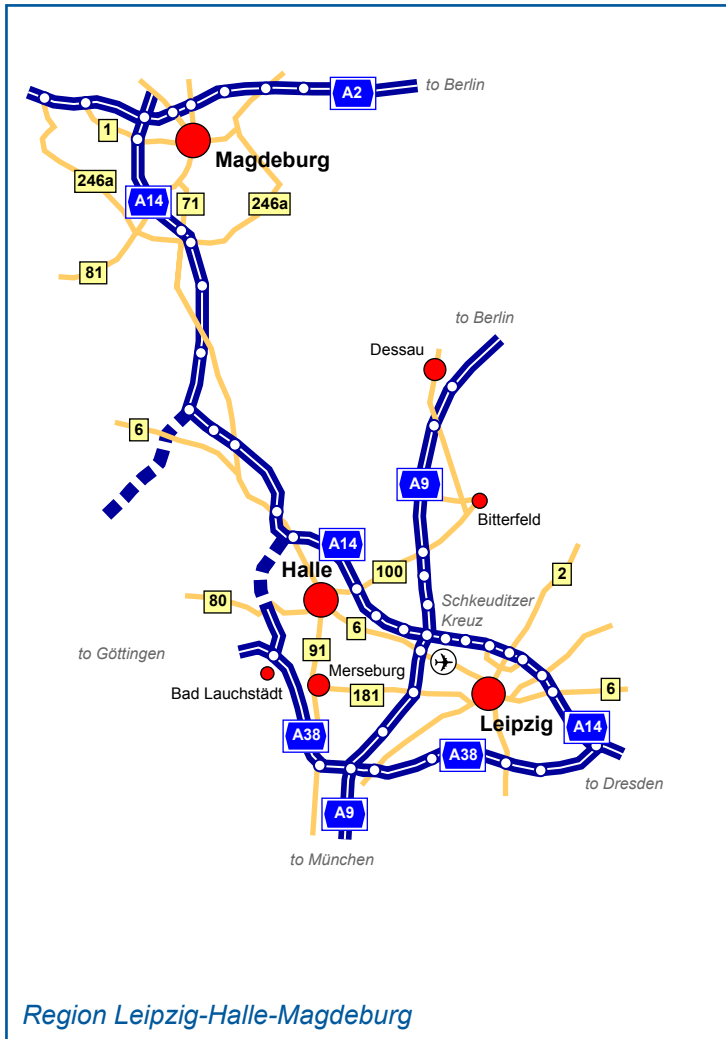 to Berlin
A2
1
Magdeburg
246a
A14
71
246a
81
to Berlin
Dessau
6
A9
Bitterfeld
A14
Halle
100
2
80
Schkeuditzer
Kreuz
6
91
to Göttingen
Merseburg
Bad Lauchstädt
181
6
Leipzig
A14
A38
A38
to Dresden
A9
to München
Region Leipzig-Halle-Magdeburg